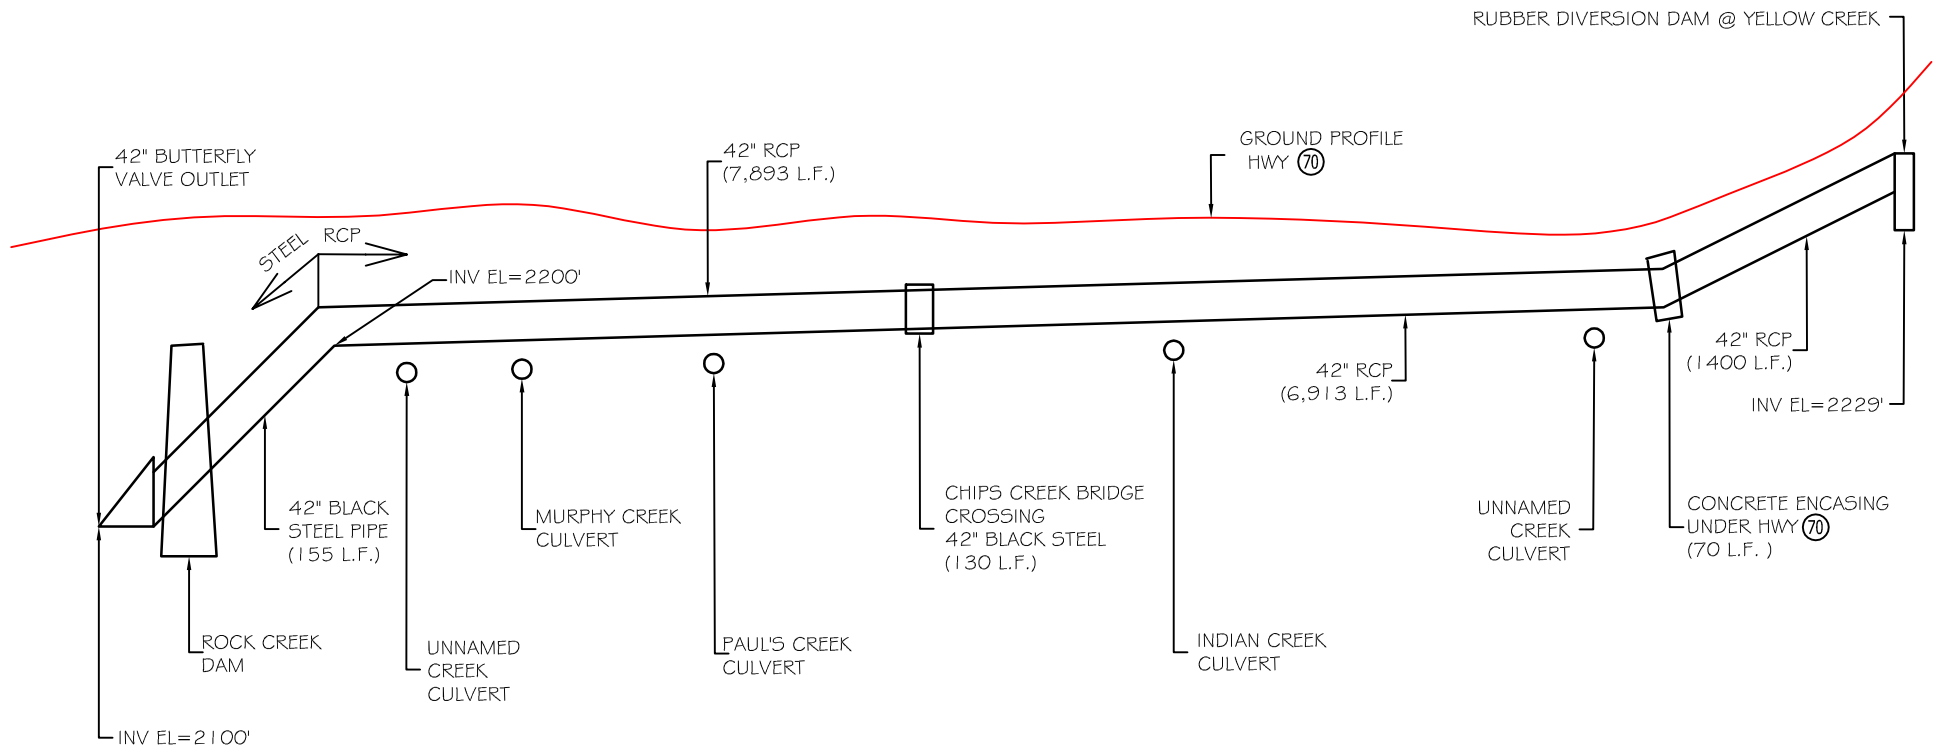 RUBBER DIVERSION DAM @ YELLOW CREEK
42" BUTTERFLY
VALVE OUTLET
42" RCP
(7,893 L.F.)
GROUND PROFILE
HWY 70
STEEL
RCP
INV EL=2200'
42" RCP
(6,913 L.F.)
42" RCP
(1400 L.F.)
INV EL=2229'
42" BLACK
STEEL PIPE
(155 L.F.)
MURPHY CREEK
CULVERT
CHIPS CREEK BRIDGE
CROSSING
42" BLACK STEEL
(130 L.F.)
UNNAMED
CREEK
CULVERT
CONCRETE ENCASING
UNDER HWY 70
(70 L.F. )
ROCK CREEK
DAM
UNNAMED
CREEK
CULVERT
PAUL'S CREEK
CULVERT
INDIAN CREEK
CULVERT
INV EL=2100'